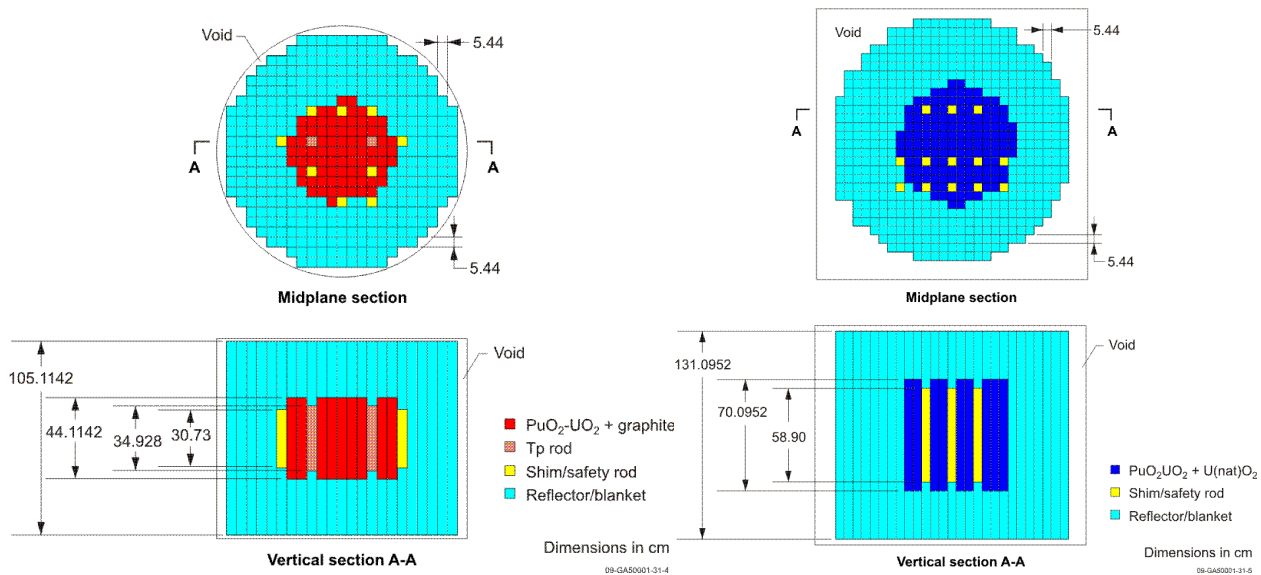 Void
5.44
A
A
5.44
Midplane section
105.1142
44.1142
34.928
30.73
Void
PuO2-UO2 + graphite
Tp rod
Shim/safety rod
Reflector/blanket
Vertical section A-A
Dimensions in cm
09-GA50001-31-4
Void
5.44
A
A
5.44
Midplane section
131.0952
70.0952
58.90
Void
PuO2UO2 + U(nat)O2
Shim/safety rod
Reflector/blanket
Vertical section A-A
Dimensions in cm
09-GA50001-31-5